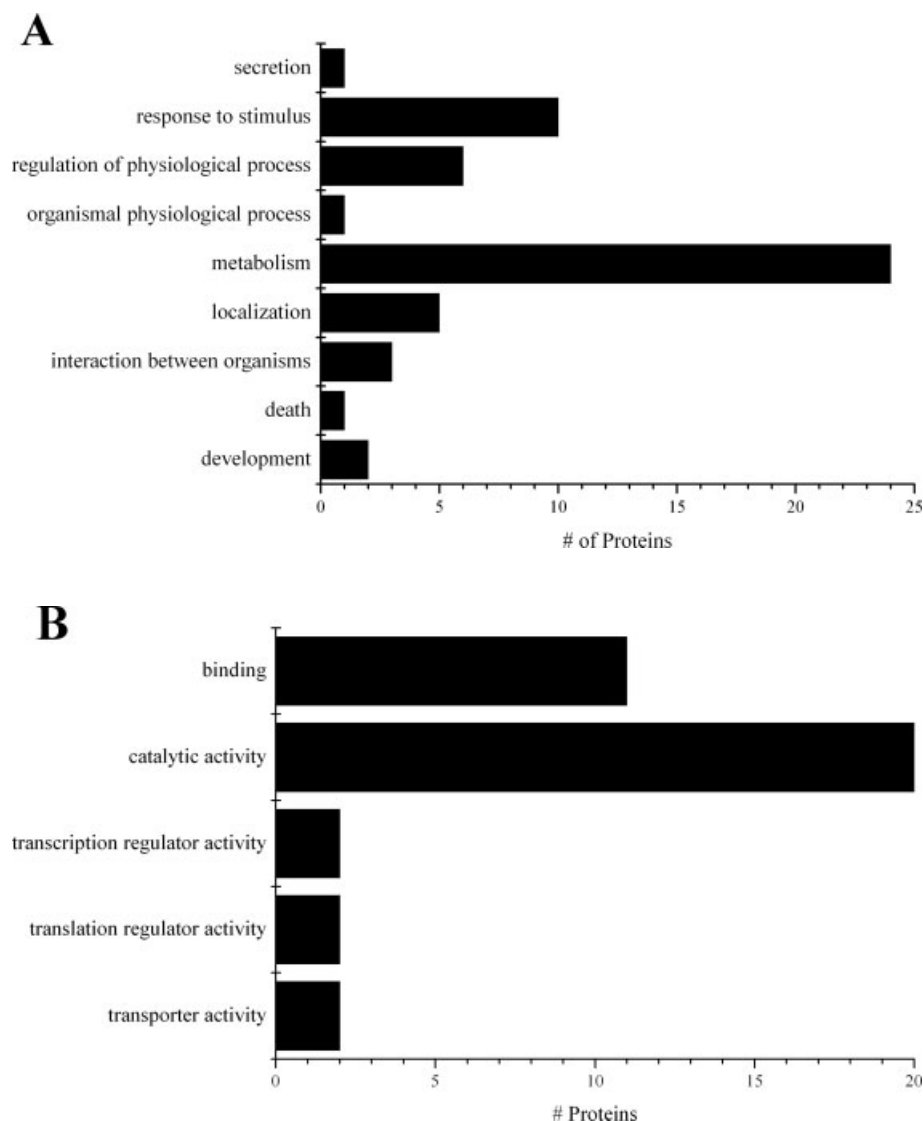 A
secretion
response to stimulus
regulation of physiological process
organismal physiological process
metabolism
localization
interaction between organisms
death
development
0 5 10 15 20 25
# of Proteins
B
binding
catalytic activity
transcription regulator activity
translation regulator activity
transporter activity
0 5 10 15 20
# Proteins